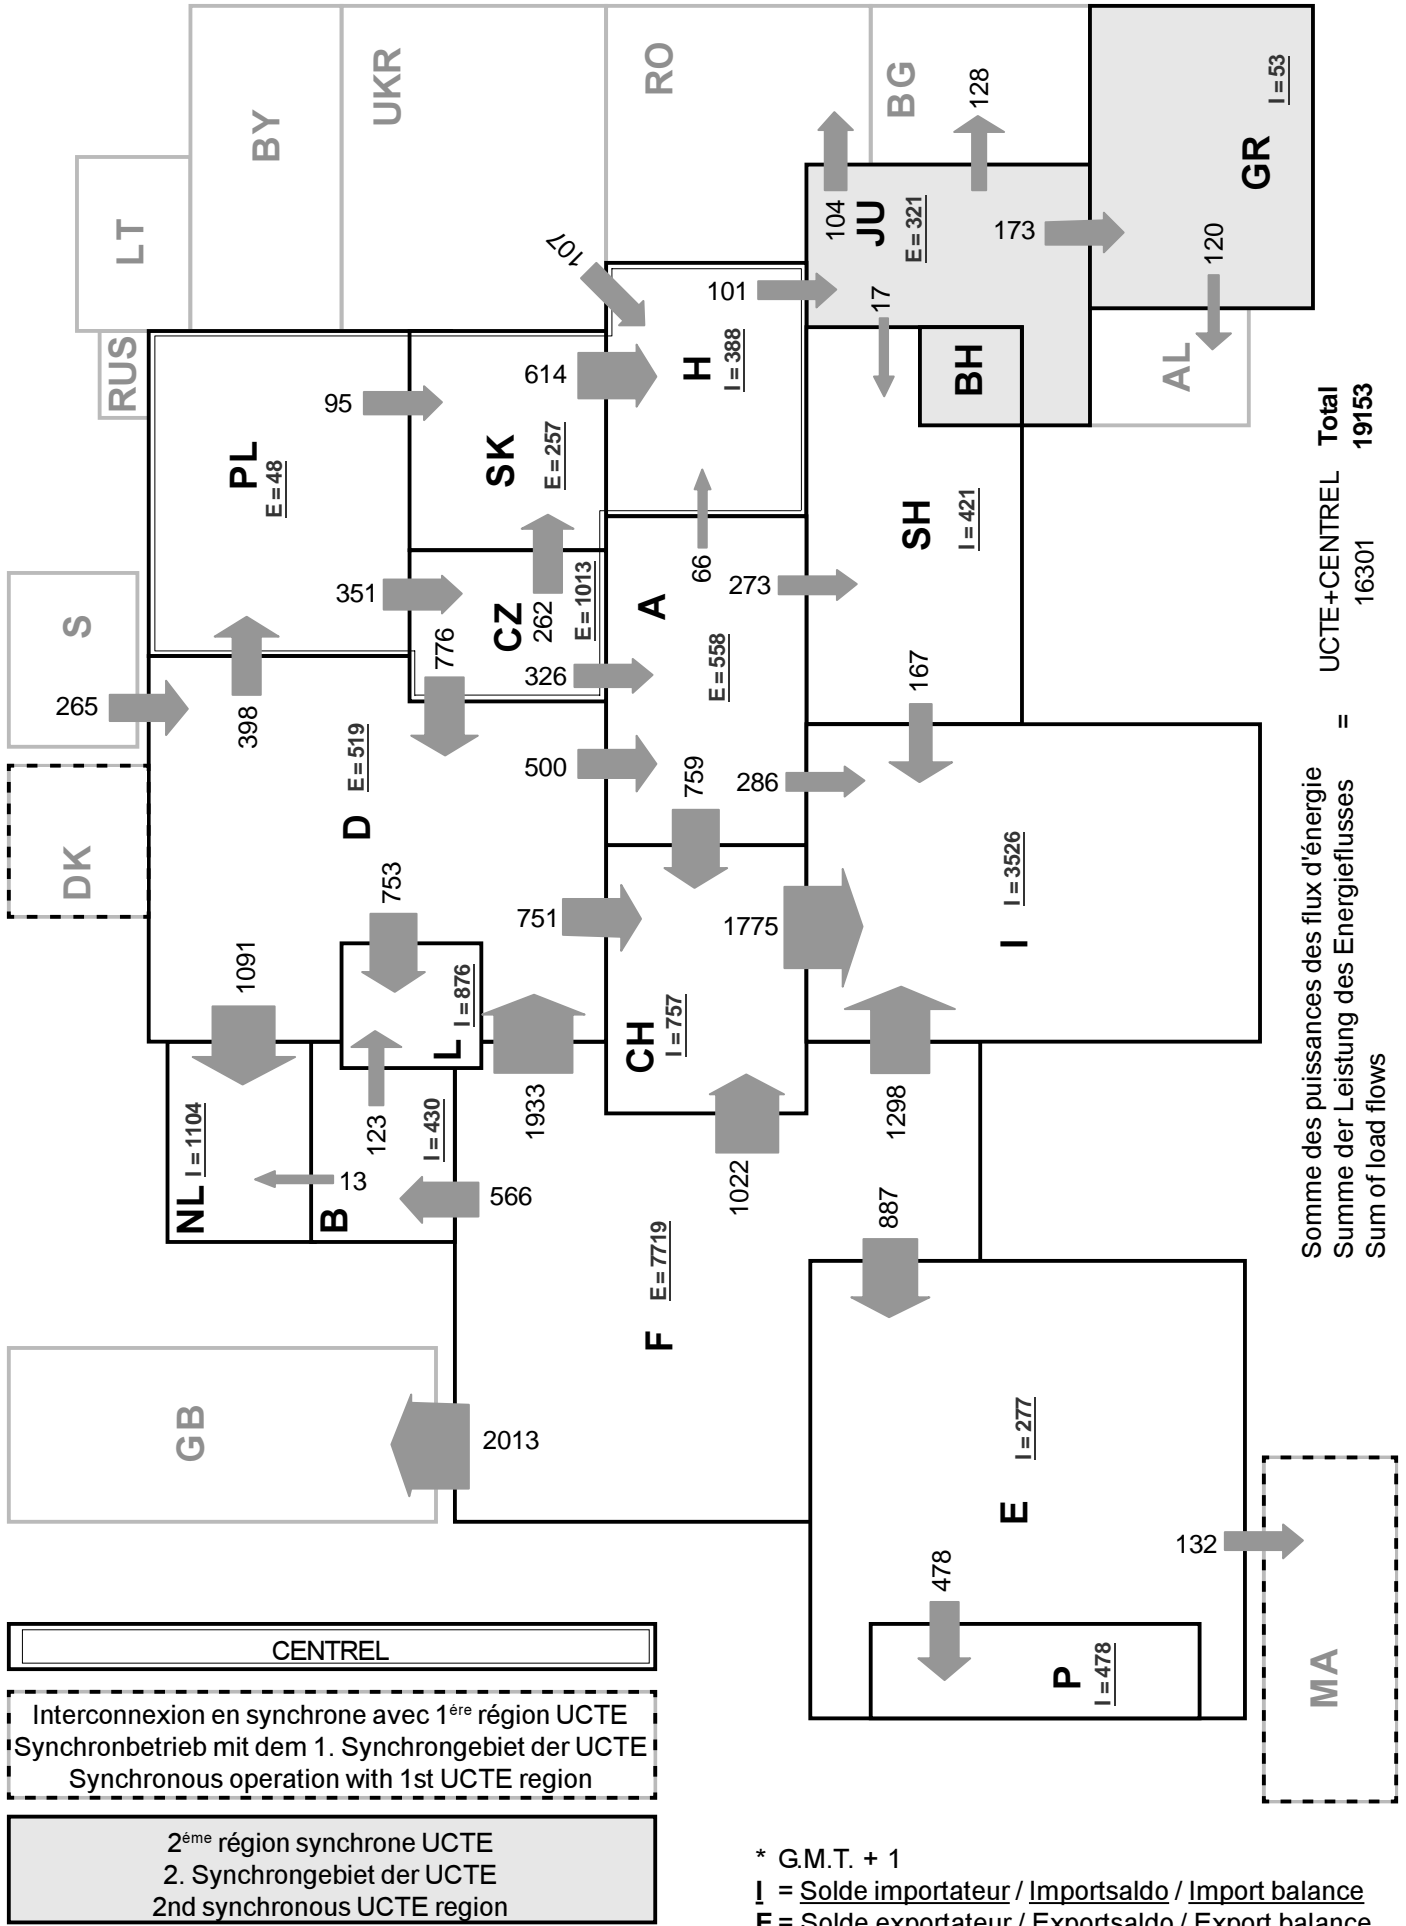 LT
BY
UKR
RO
BG
128
I = 53
GR
RUS
107
104
JU
E = 321
173
120
101
17
H
I = 388
BH
AL
PL
E = 48
95
614
SK
E = 257
S
351
CZ
262
E = 1013
66
A
273
SH
I = 421
265
398
776
326
E = 558
167
DK
D
E = 519
500
759
286
753
751
1775
I = 3526
I
1091
L
I = 876
CH
I = 757
NL
I = 1104
123
I = 430
1933
1298
B
13
566
1022
887
F
E = 7719
GB
2013
I = 277
E
478
132
P
I = 478
MA
Somme des puissances des flux d'énergie
Summe der Leistung des Energieflusses
Sum of load flows
=
UCTE+CENTREL
16301
Total
19153
CENTREL
Interconnexion en synchrone avec 1ére région UCTE
Synchronbetrieb mit dem 1. Synchrongebiet der UCTE
Synchronous operation with 1st UCTE region
2éme région synchrone UCTE
2. Synchrongebiet der UCTE
2nd synchronous UCTE region
* G.M.T. + 1
I = Solde importateur / Importsaldo / Import balance
E = Solde exportateur / Exportsaldo / Export balance